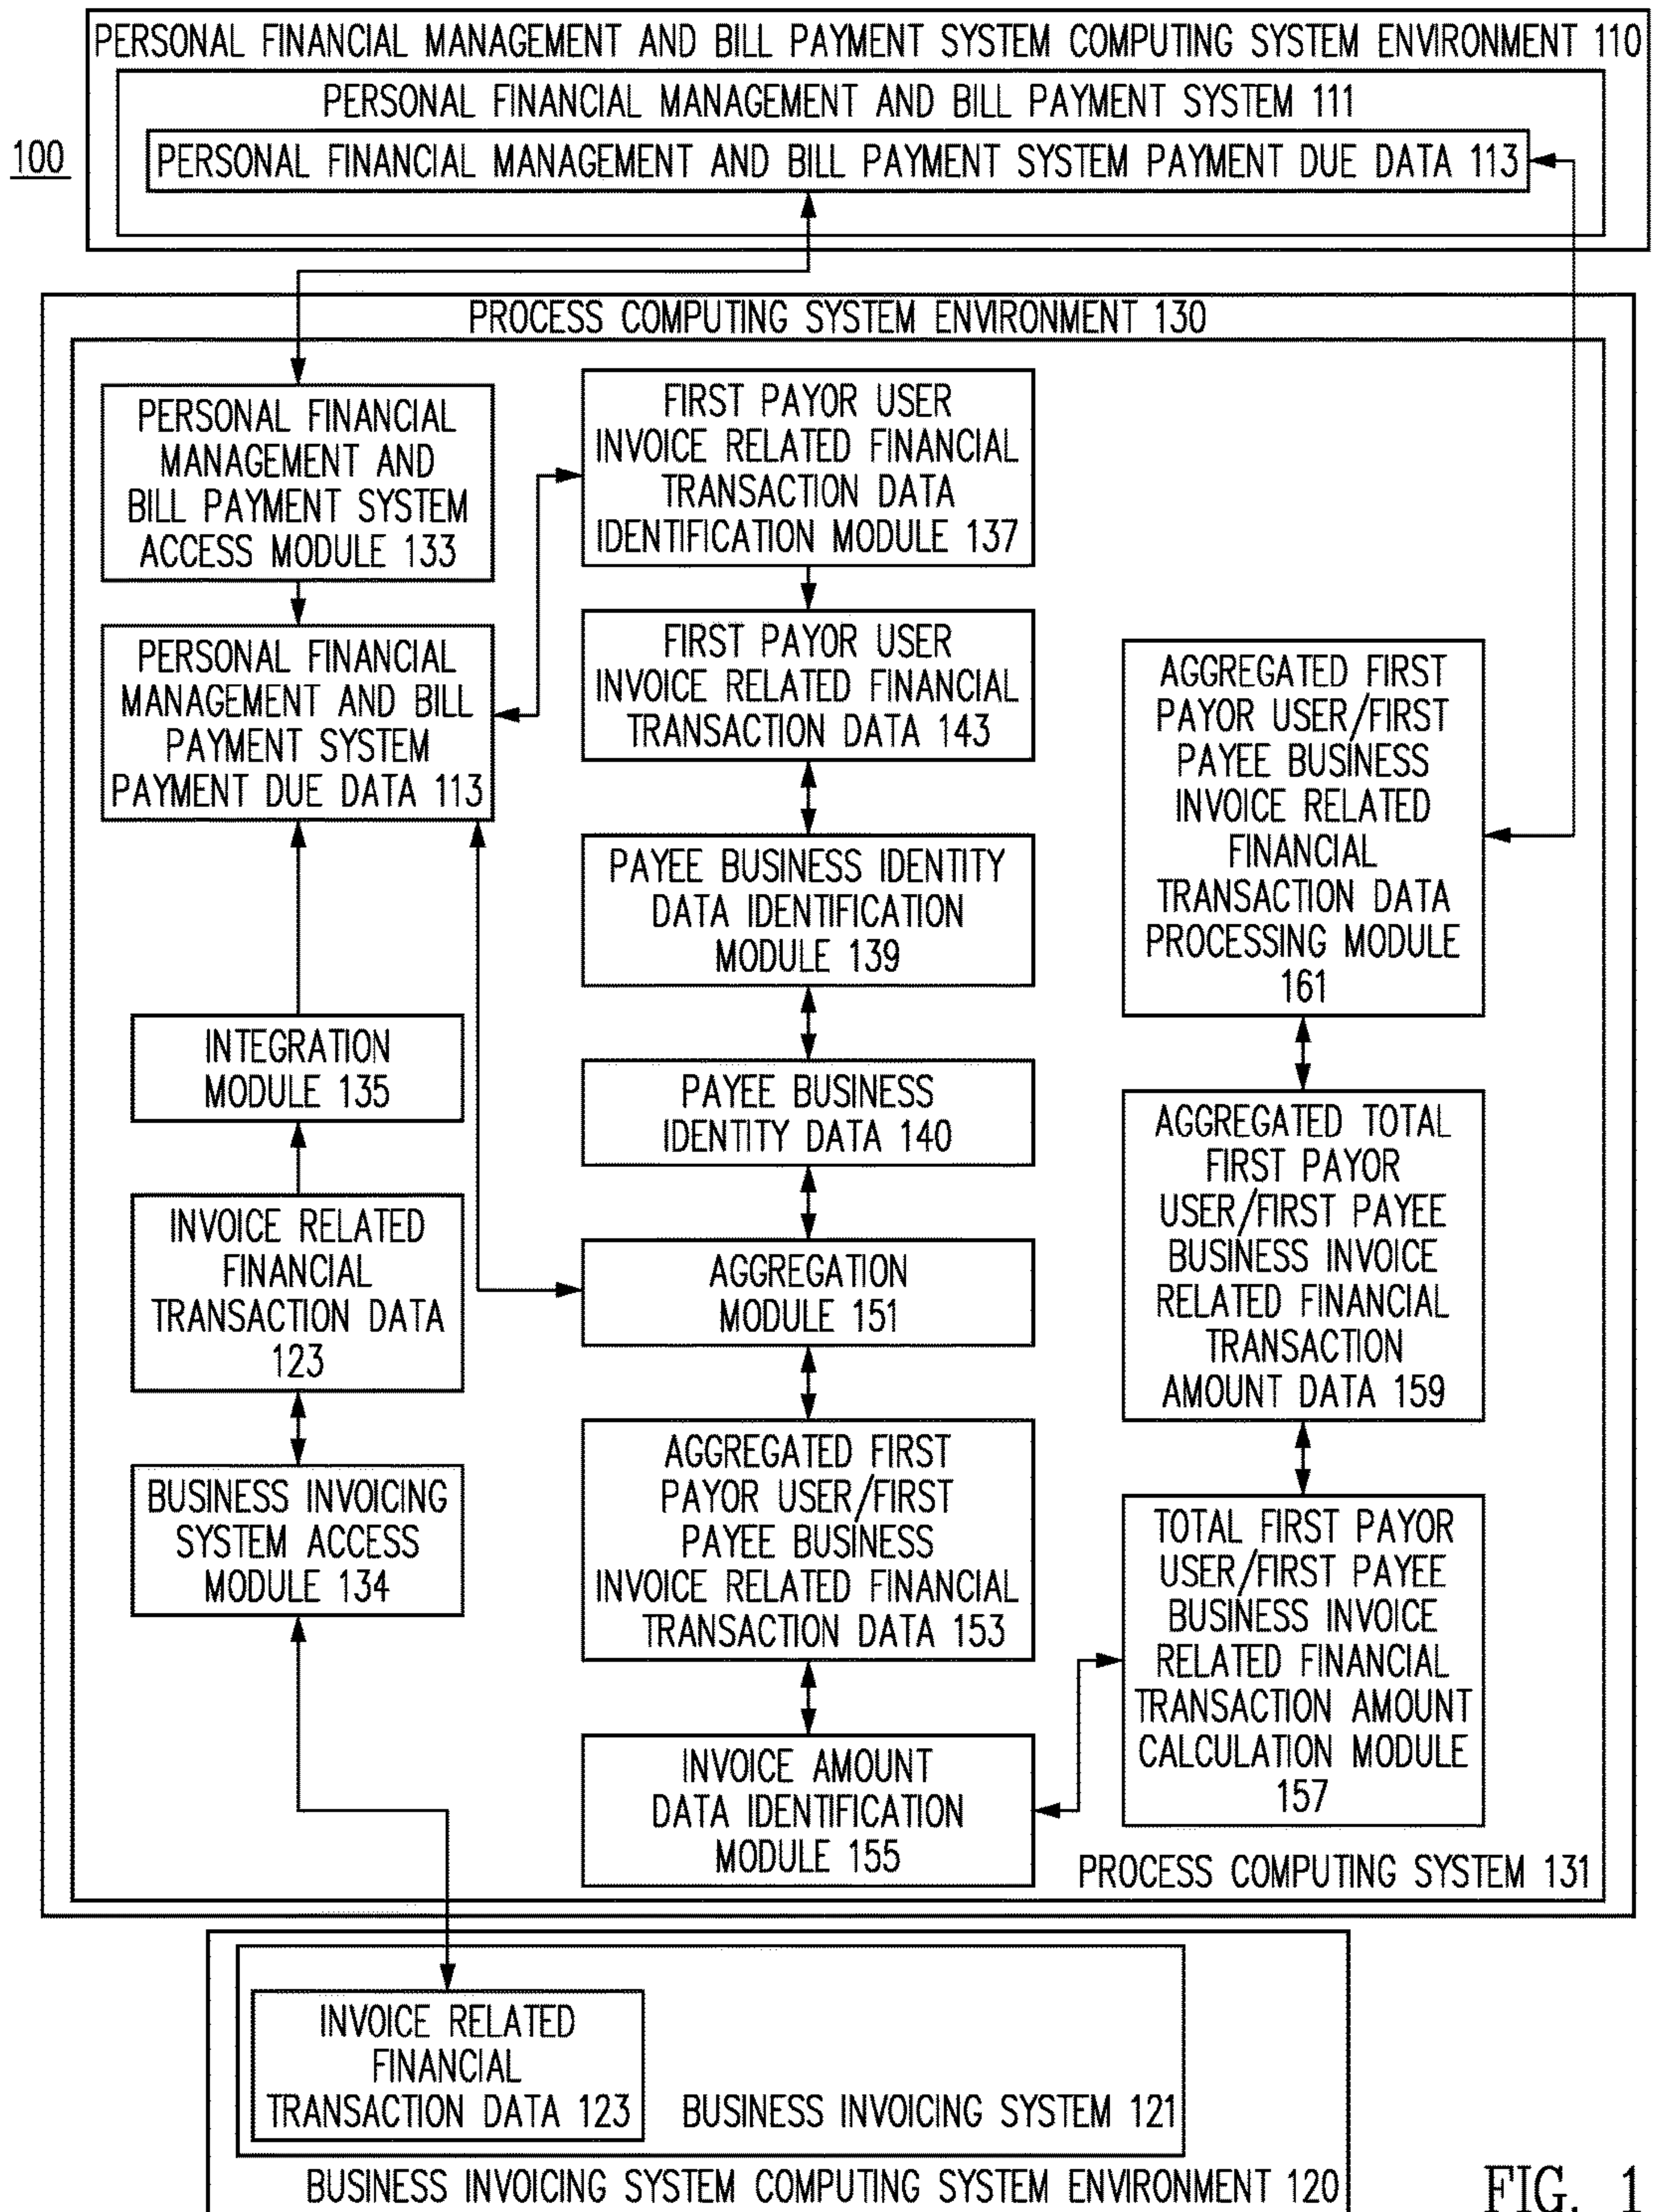 PERSONAL FINANCIAL MANAGEMENT AND BILL PAYMENT SYSTEM COMPUTING SYSTEM ENVIRONMENT 110
PERSONAL FINANCIAL MANAGEMENT AND BILL PAYMENT SYSTEM 111
100
PERSONAL FINANCIAL MANAGEMENT AND BILL PAYMENT SYSTEM PAYMENT DUE DATA 113
PROCESS COMPUTING SYSTEM ENVIRONMENT 130
PERSONAL FINANCIAL
MANAGEMENT AND
BILL PAYMENT SYSTEM
ACCESS MODULE 133
PERSONAL FINANCIAL
MANAGEMENT AND BILL
PAYMENT SYSTEM
PAYMENT DUE DATA 113
INTEGRATION
MODULE 135
INVOICE RELATED
FINANCIAL
TRANSACTION DATA
123
BUSINESS INVOICING
SYSTEM ACCESS
MODULE 134
FIRST PAYOR USER
INVOICE RELATED FINANCIAL
TRANSACTION DATA
IDENTIFICATION MODULE 137
FIRST PAYOR USER
INVOICE RELATED FINANCIAL
TRANSACTION DATA 143
PAYEE BUSINESS IDENTITY
DATA IDENTIFICATION
MODULE 139
PAYEE BUSINESS
IDENTITY DATA 140
AGGREGATION
MODULE 151
AGGREGATED FIRST
PAYOR USER/FIRST
PAYEE BUSINESS
INVOICE RELATED FINANCIAL
TRANSACTION DATA 153
INVOICE AMOUNT
DATA IDENTIFICATION
MODULE 155
AGGREGATED FIRST
PAYOR USER/FIRST
PAYEE BUSINESS
INVOICE RELATED
FINANCIAL
TRANSACTION DATA
PROCESSING MODULE
161
AGGREGATED TOTAL
FIRST PAYOR
USER/FIRST PAYEE
BUSINESS INVOICE
RELATED FINANCIAL
TRANSACTION
AMOUNT DATA 159
TOTAL FIRST PAYOR
USER/FIRST PAYEE
BUSINESS INVOICE
RELATED FINANCIAL
TRANSACTION AMOUNT
CALCULATION MODULE
157
PROCESS COMPUTING SYSTEM 131
INVOICE RELATED
FINANCIAL
TRANSACTION DATA 123
BUSINESS INVOICING SYSTEM 121
BUSINESS INVOICING SYSTEM COMPUTING SYSTEM ENVIRONMENT 120
FIG. 1